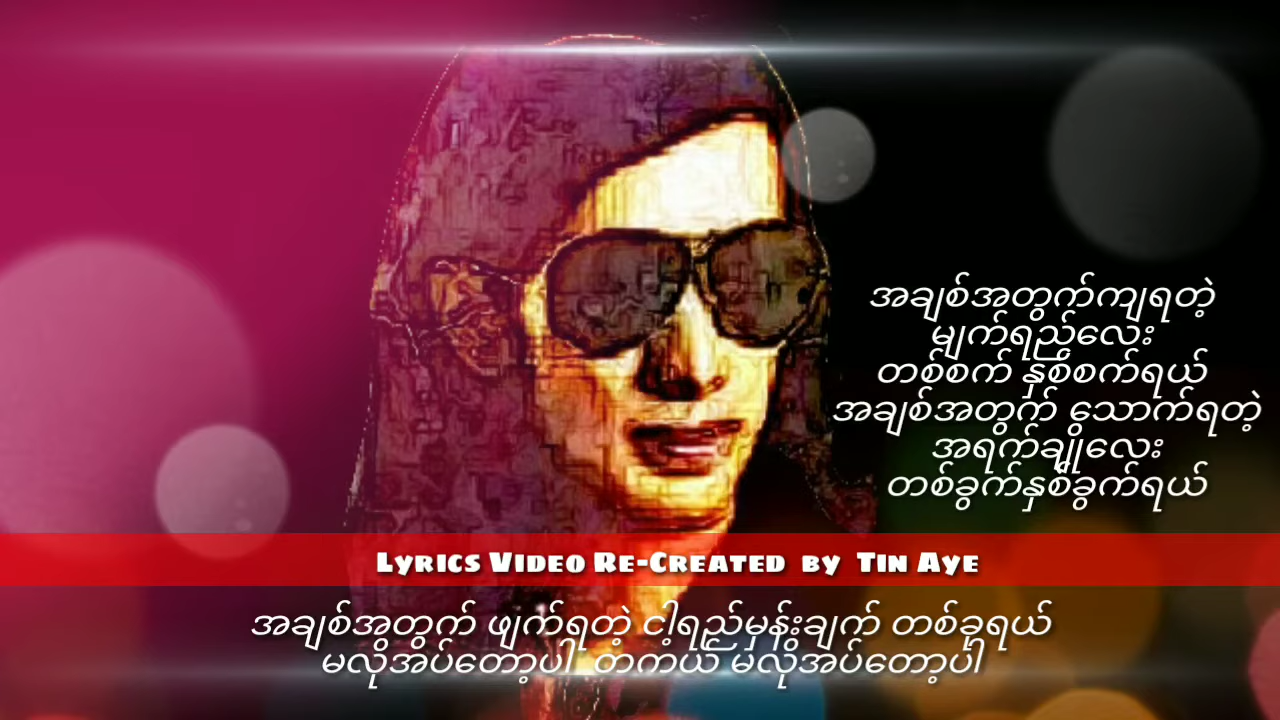 အချစ်အတွက်ကျရတဲ့
မျက်ရည်လေး
တစ်စက် နှစ်စက်ရယ်
အချစ်အတွက် သောက်ရတဲ့
အရက်ချိုလေး
တစ်ခွက်နှစ်ခွက်ရယ်
Lyrics Video Re-Created by Tin Aye
အချစ်အတွက် ဖျက်ရတဲ့ ငါ့ရည်မှန်းချက် တစ်ခုရယ်
မလိုအပ်တော့ပါ တကယ် မလိုအပ်တော့ပါ